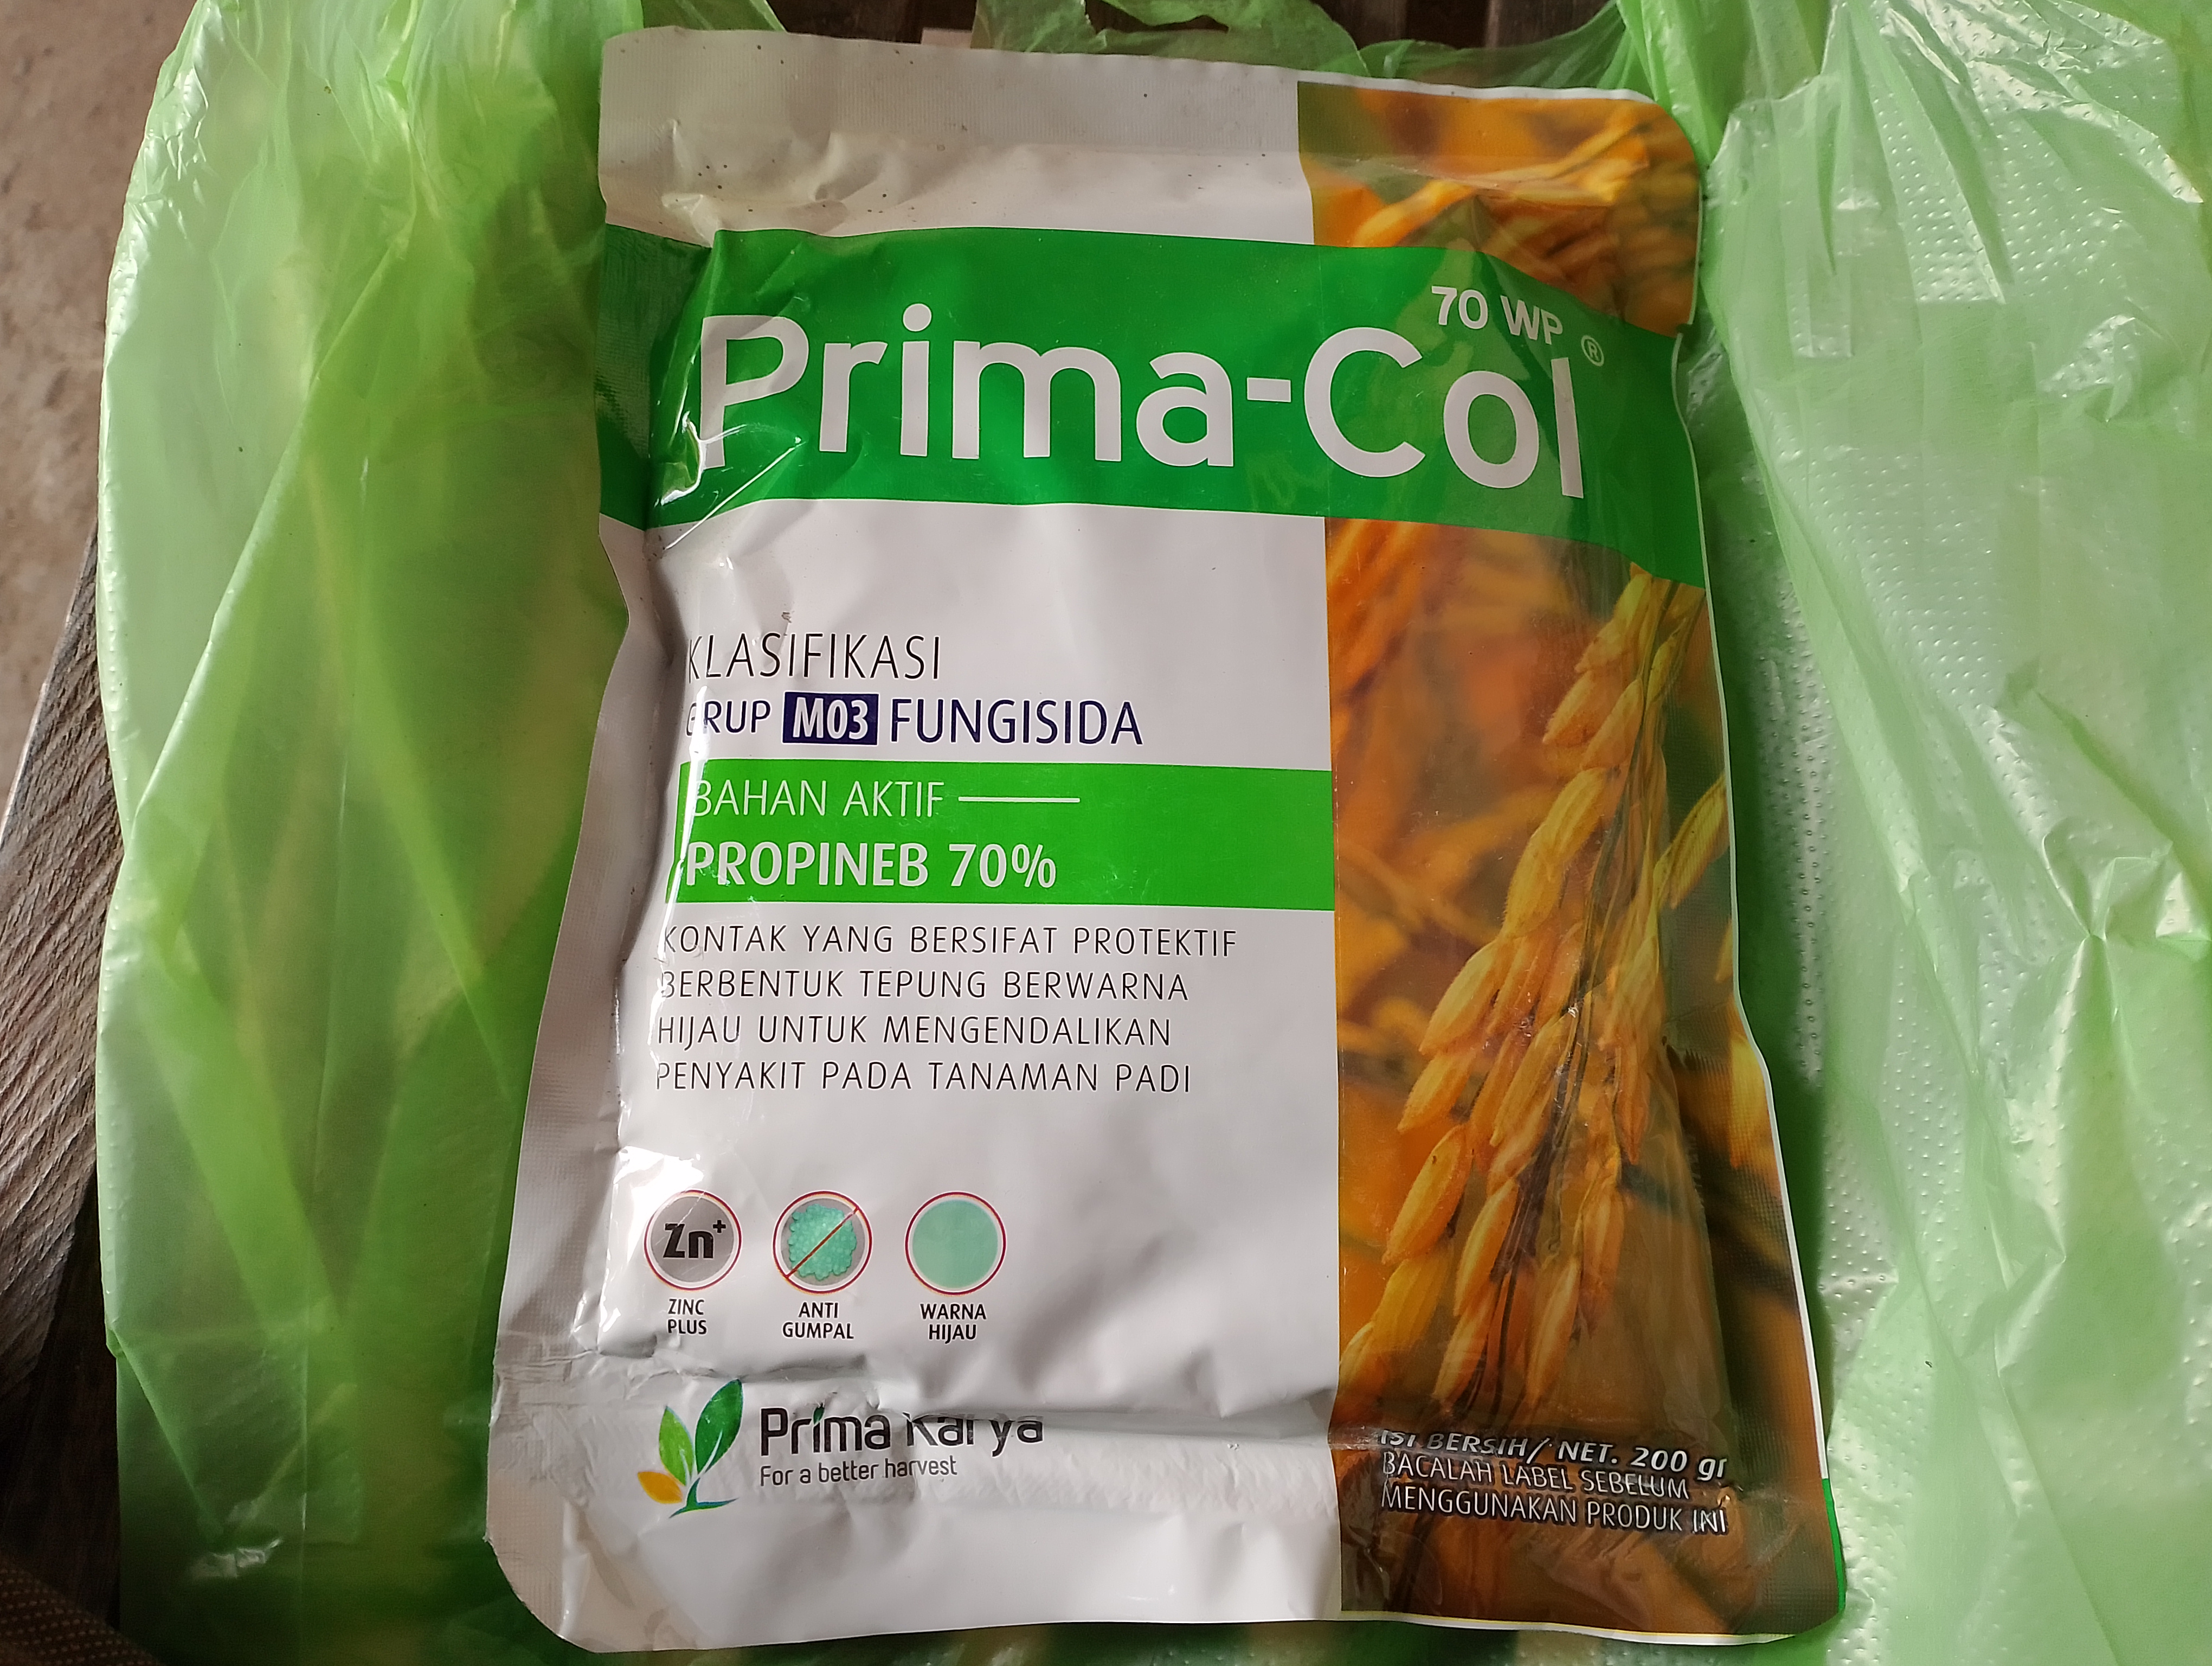 70 WP
Prima-Col ®
KLASIFIKASI
GRUP M03 FUNGISIDA
BAHAN AKTIF
PROPINEB 70%
KONTAK YANG BERSIFAT PROTEKTIF
BERBENTUK TEPUNG BERWARNA
HIJAU UNTUK MENGENDALIKAN
PENYAKIT PADA TANAMAN PADI
Zn+
ZINC
PLUS
ANTI
GUMPAL
WARNA
HIJAU
Prima Karya
For a better harvest
ISI BERSIH/ NET. 200 gr
BACALAH LABEL SEBELUM
MENGGUNAKAN PRODUK INI